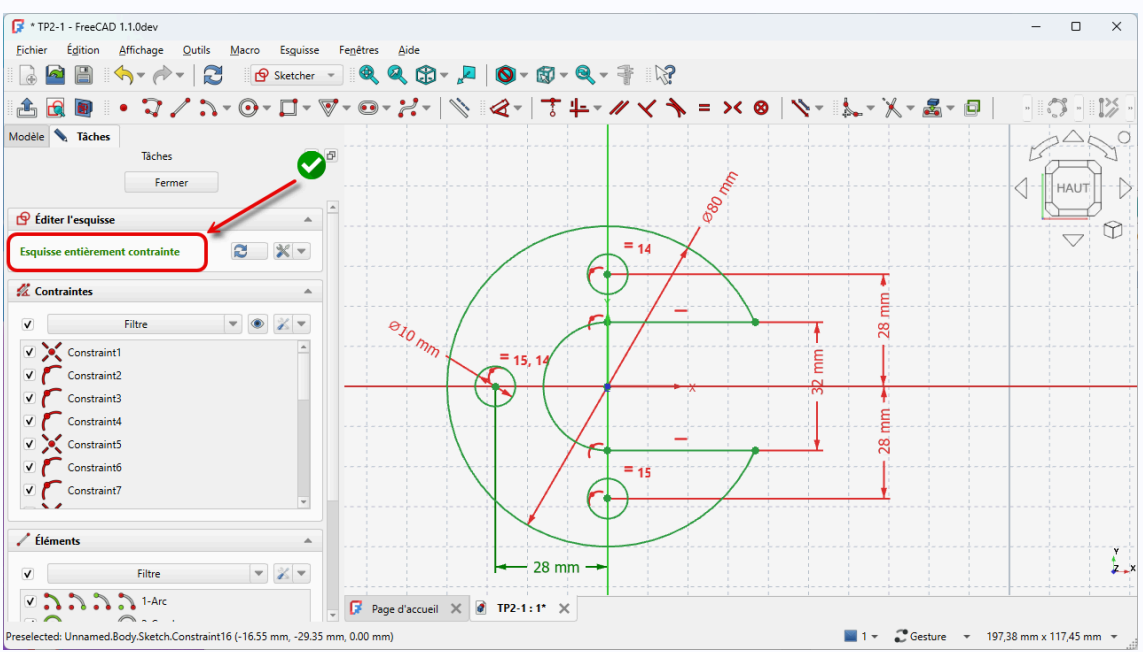 * TP2-1 - FreeCAD 1.1.0dev
Fichier Édition Affichage Outils Macro Esquisse Fenêtres Aide
Sketcher
Modèle Tâches
Tâches
Fermer
Éditer l'esquisse
Esquisse entièrement contrainte
Contraintes
Filtre
Constraint1
Constraint2
Constraint3
Constraint4
Constraint5
Constraint6
Constraint7
Éléments
Filtre
1-Arc
HAUT
⌀80 mm
= 14
28 mm
⌀10 mm
= 15, 14
32 mm
X
Y
28 mm
= 15
28 mm
Y
Z X
Page d'accueil TP2-1 : 1*
Preselected: Unnamed.Body.Sketch.Constraint16 (-16.55 mm, -29.35 mm, 0.00 mm)
1 Gesture 197,38 mm x 117,45 mm